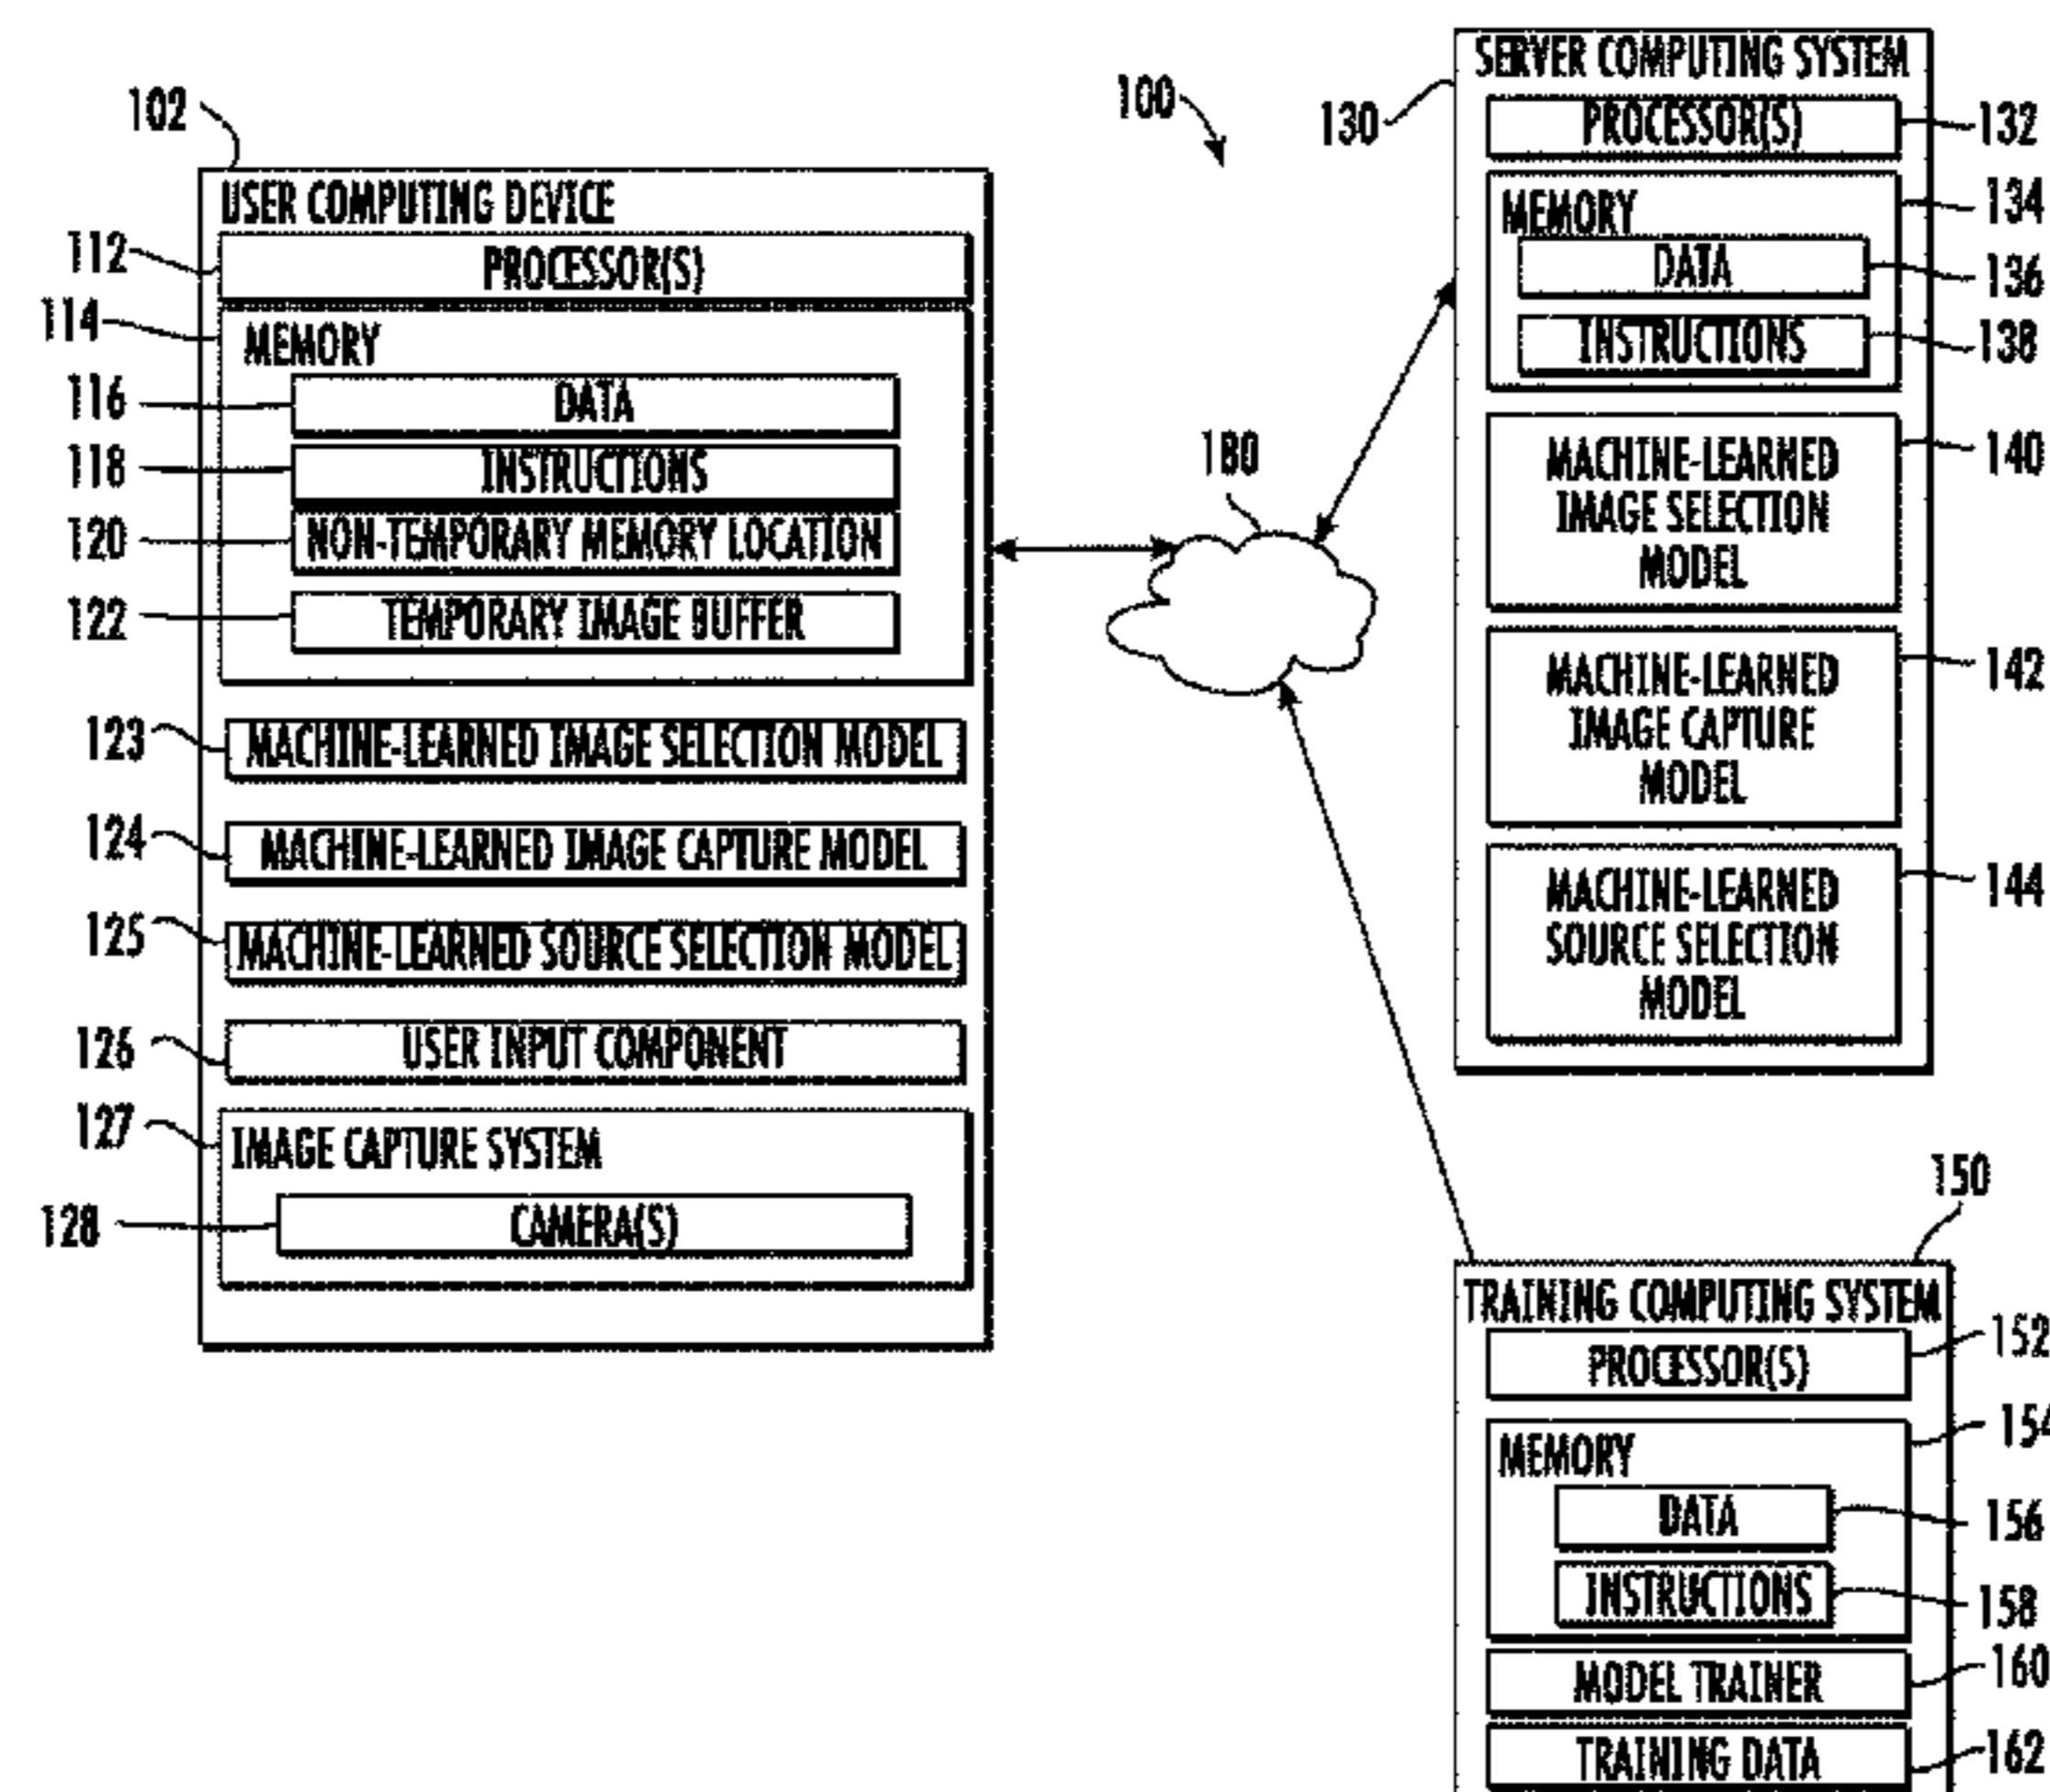 100
102
USER COMPUTING DEVICE
112
PROCESSOR(S)
114
MEMORY
116
DATA
118
INSTRUCTIONS
120
NON-TEMPORARY MEMORY LOCATION
122
TEMPORARY IMAGE BUFFER
123
MACHINE-LEARNED IMAGE SELECTION MODEL
124
MACHINE-LEARNED IMAGE CAPTURE MODEL
125
MACHINE-LEARNED SOURCE SELECTION MODEL
126
USER INPUT COMPONENT
127
IMAGE CAPTURE SYSTEM
128
CAMERA(S)
180
130
SERVER COMPUTING SYSTEM
PROCESSOR(S)
132
MEMORY
134
DATA
136
INSTRUCTIONS
138
MACHINE-LEARNED
IMAGE SELECTION
MODEL
140
MACHINE-LEARNED
IMAGE CAPTURE
MODEL
142
MACHINE-LEARNED
SOURCE SELECTION
MODEL
144
150
TRAINING COMPUTING SYSTEM
PROCESSOR(S)
152
MEMORY
154
DATA
156
INSTRUCTIONS
158
MODEL TRAINER
160
TRAINING DATA
162